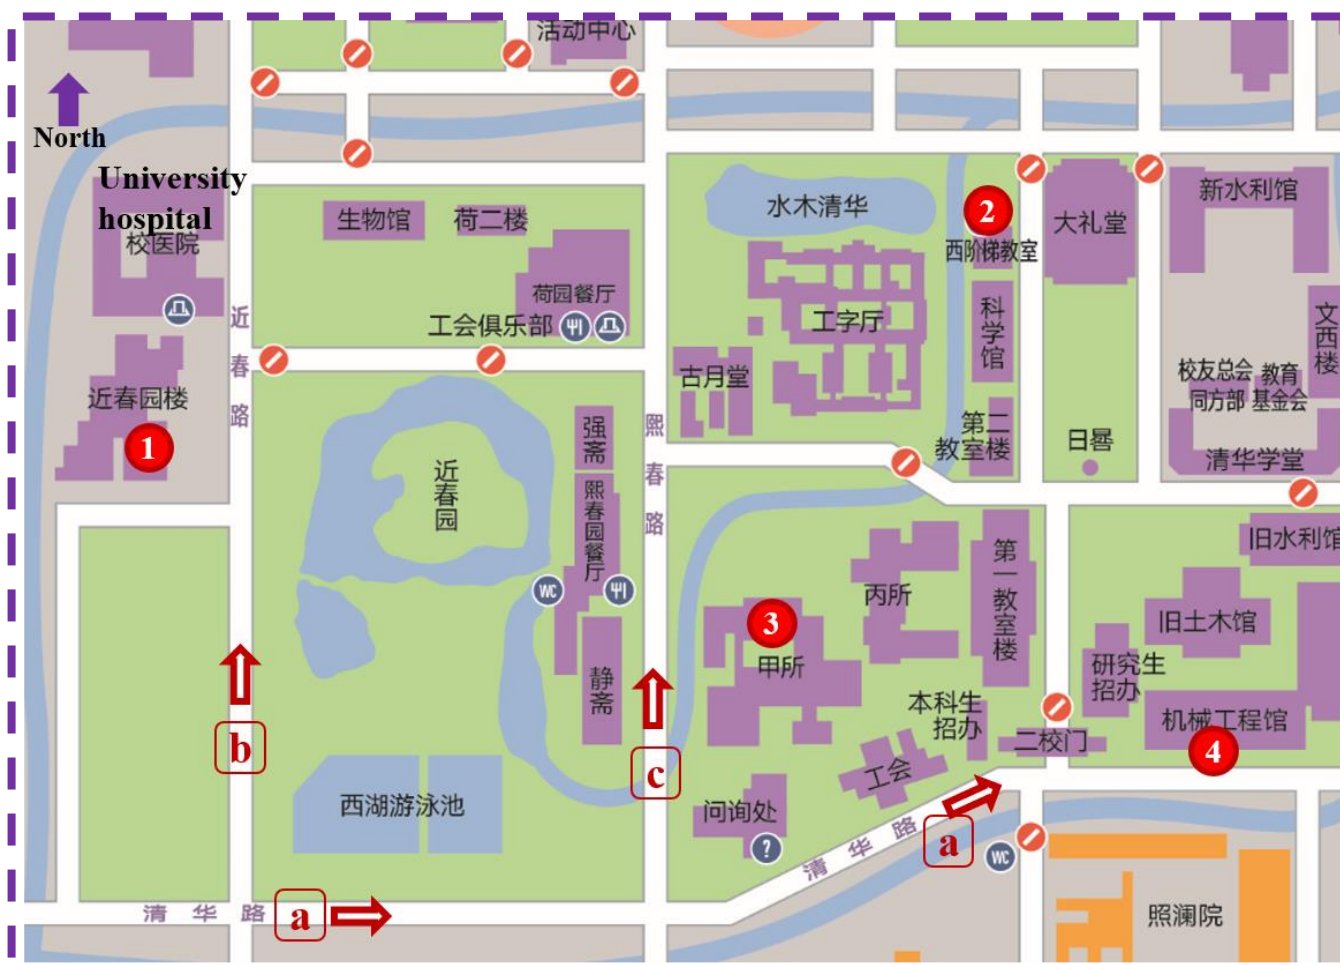 活动中心
North
University
hospital
校医院
生物馆
荷二楼
荷园餐厅
工会俱乐部
水木清华
2
西阶梯教室
大礼堂
新水利馆
工字厅
科学馆
文西楼
近春路
近春园楼
1
古月堂
校友总会 教育
同方部 基金会
清华学堂
第二
教室楼
日晷
强斋
近春园
熙春园餐厅
熙春路
WC
静斋
旧水利馆
第一教室楼
丙所
3
甲所
旧土木馆
研究生
招办
本科生
招办
二校门
机械工程馆
4
b
c
工会
西湖游泳池
问询处
?
清华路
a
WC
照澜院
清华路
a